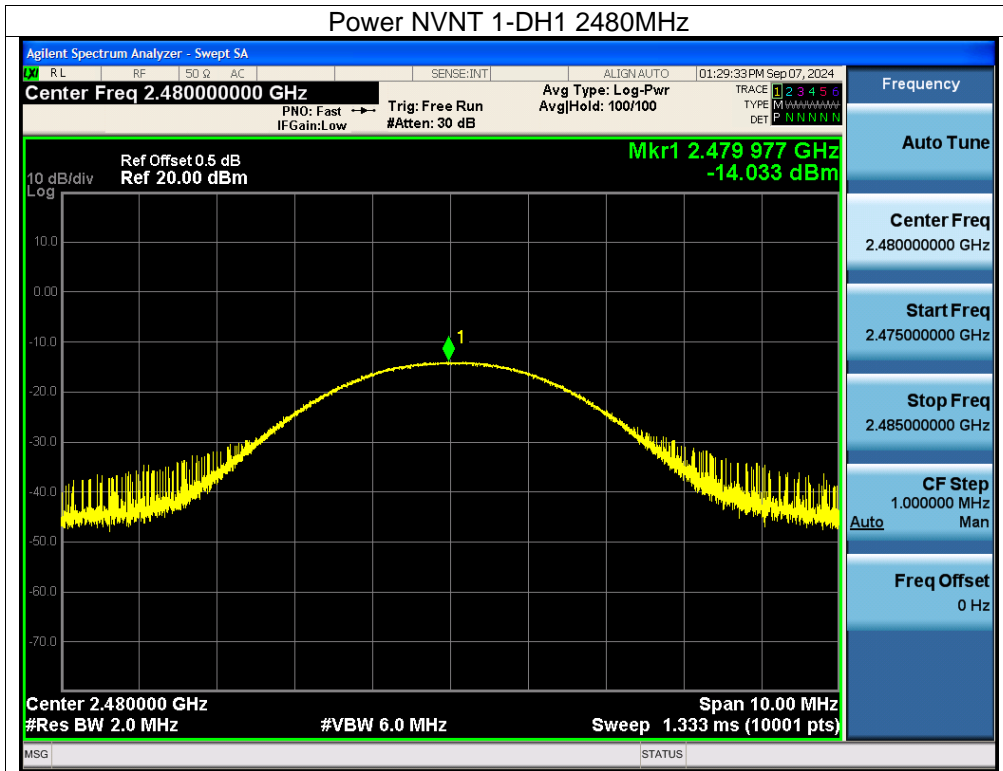 Power NVNT 1-DH1 2480MHz
Agilent Spectrum Analyzer - Swept SA
LXI RL RF 50 Ω AC SENSE:INT ALIGN AUTO 01:29:33 PM Sep 07, 2024
Center Freq 2.480000000 GHz
PNO: Fast
IFGain:Low
Trig: Free Run
#Atten: 30 dB
Avg Type: Log-Pwr
Avg|Hold: 100/100
TRACE 1 2 3 4 5 6
TYPE M
DET P N N N N N
Ref Offset 0.5 dB
Ref 20.00 dBm
10 dB/div
Log
Mkr1 2.479 977 GHz
-14.033 dBm
10.0
0.00
-10.0
-20.0
-30.0
-40.0
-50.0
-60.0
-70.0
1
Center 2.480000 GHz Span 10.00 MHz
#Res BW 2.0 MHz #VBW 6.0 MHz Sweep 1.333 ms (10001 pts)
MSG STATUS
Frequency
Auto Tune
Center Freq
2.480000000 GHz
Start Freq
2.475000000 GHz
Stop Freq
2.485000000 GHz
CF Step
1.000000 MHz
Auto Man
Freq Offset
0 Hz